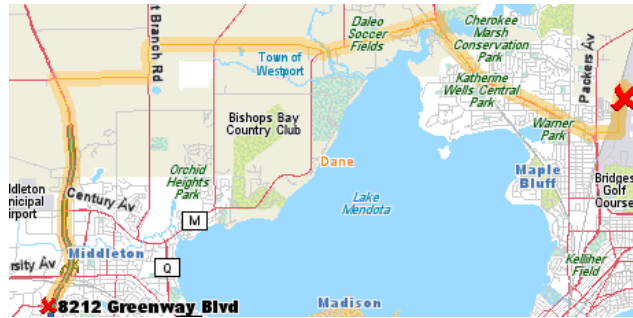 Branch Rd
Daleo
Soccer
Fields
Cherokee
Marsh
Conservation
Park
Packers Av
Town of
Westport
Katherine
Wells Central
Park
Warner
Park
Bishops Bay
Country Club
Orchid
Heights
Park
Dane
Maple
Bluff
Bridges
Golf
Course
Century Av
M
Lake
Mendota
Middleton
Q
Kelliher
Field
8212 Greenway Blvd
Madison